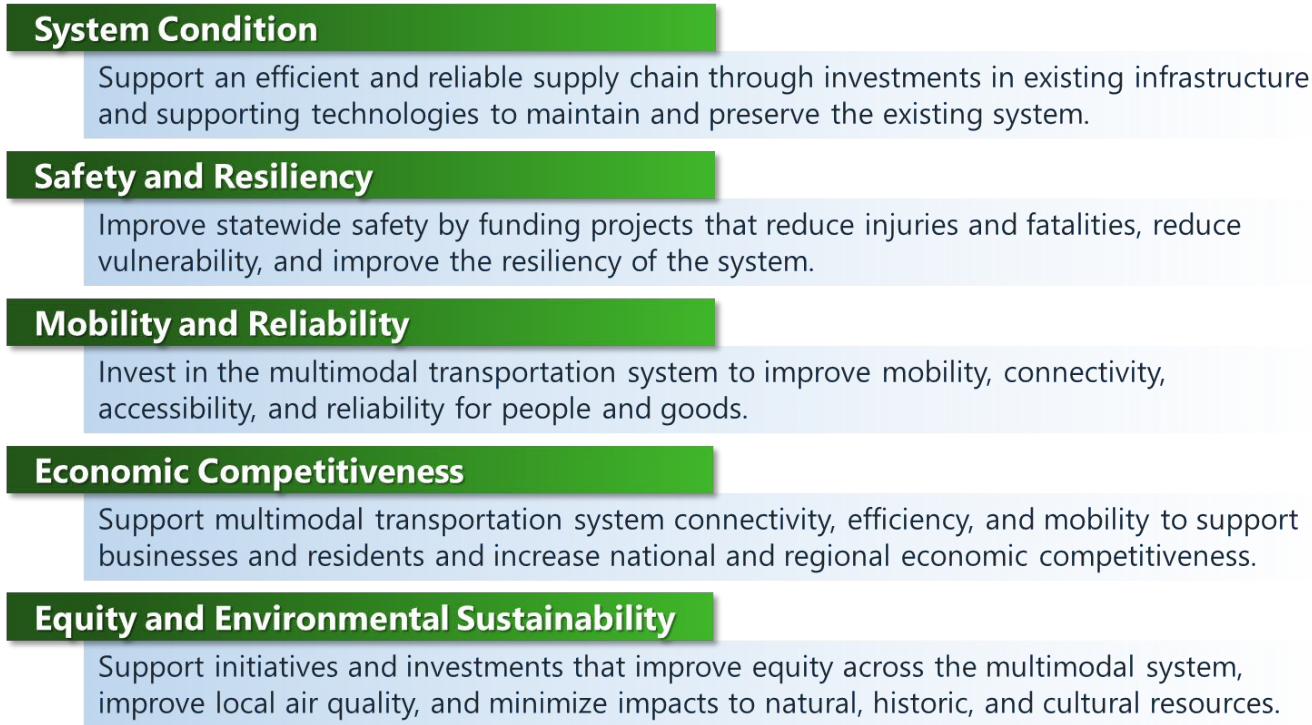 System Condition
Support an efficient and reliable supply chain through investments in existing infrastructure
and supporting technologies to maintain and preserve the existing system.
Safety and Resiliency
Improve statewide safety by funding projects that reduce injuries and fatalities, reduce
vulnerability, and improve the resiliency of the system.
Mobility and Reliability
Invest in the multimodal transportation system to improve mobility, connectivity,
accessibility, and reliability for people and goods.
Economic Competitiveness
Support multimodal transportation system connectivity, efficiency, and mobility to support
businesses and residents and increase national and regional economic competitiveness.
Equity and Environmental Sustainability
Support initiatives and investments that improve equity across the multimodal system,
improve local air quality, and minimize impacts to natural, historic, and cultural resources.